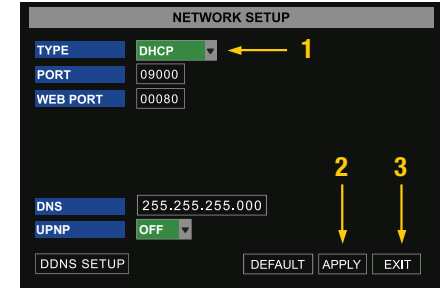 NETWORK SETUP
TYPE DHCP 1
PORT 09000
WEB PORT 00080
2 3
DNS 255.255.255.000
UPNP OFF
DDNS SETUP DEFAULT APPLY EXIT